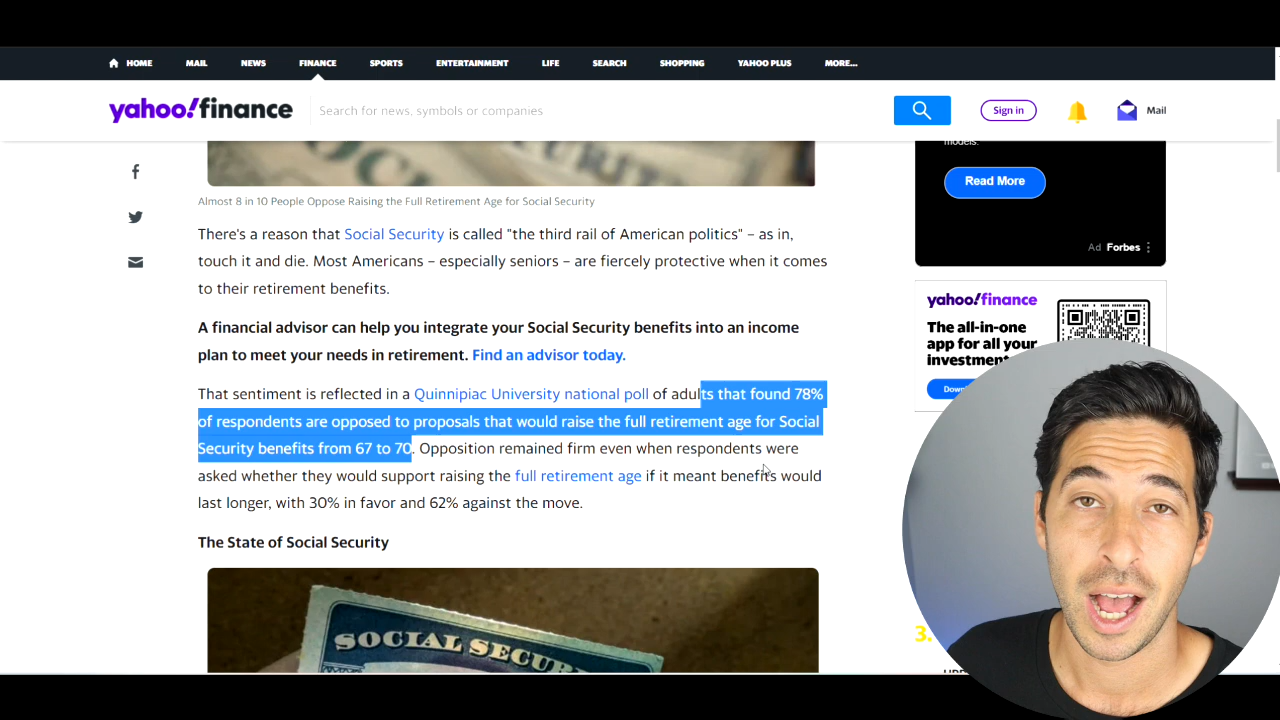 HOME MAIL NEWS FINANCE SPORTS ENTERTAINMENT LIFE SEARCH SHOPPING YAHOO PLUS MORE...
yahoo!finance
Search for news, symbols or companies
Sign in
Mail
models.
Read More
Ad Forbes
Almost 8 in 10 People Oppose Raising the Full Retirement Age for Social Security
There's a reason that Social Security is called "the third rail of American politics" – as in,
touch it and die. Most Americans – especially seniors – are fiercely protective when it comes
to their retirement benefits.
A financial advisor can help you integrate your Social Security benefits into an income
plan to meet your needs in retirement. Find an advisor today.
That sentiment is reflected in a Quinnipiac University national poll of adults that found 78%
of respondents are opposed to proposals that would raise the full retirement age for Social
Security benefits from 67 to 70. Opposition remained firm even when respondents were
asked whether they would support raising the full retirement age if it meant benefits would
last longer, with 30% in favor and 62% against the move.
The State of Social Security
SOCIAL SECUR
yahoo!finance
The all-in-one
app for all your
investment
3.